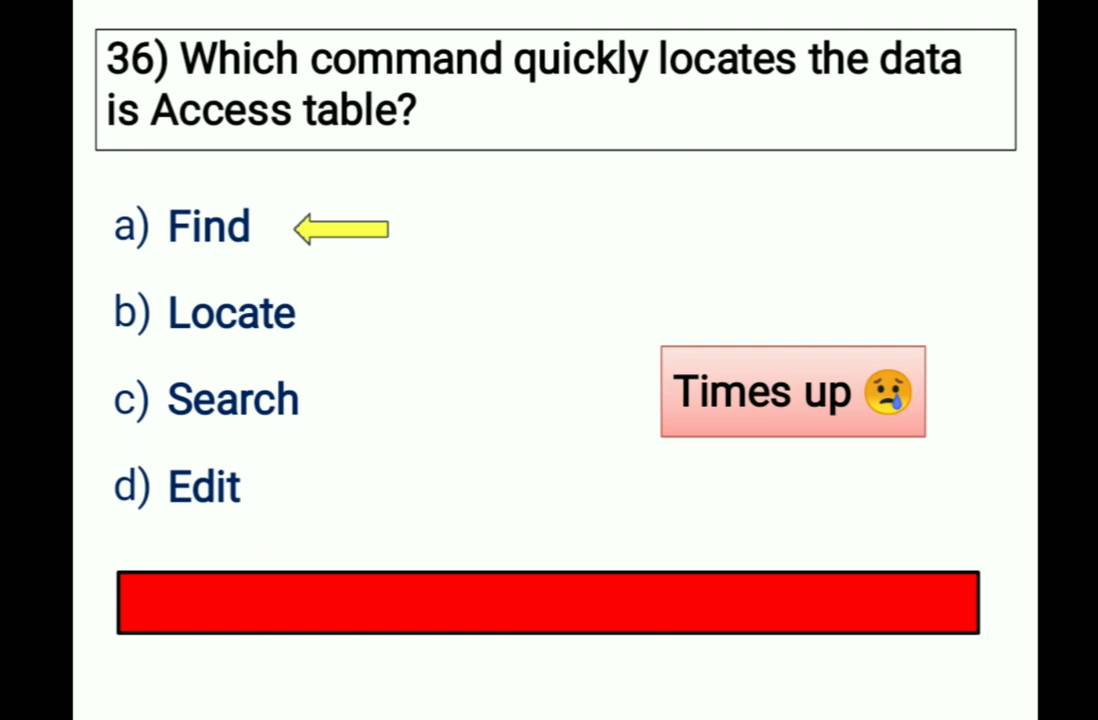 36) Which command quickly locates the data
is Access table?
a) Find
b) Locate
c) Search
d) Edit
Times up 😢